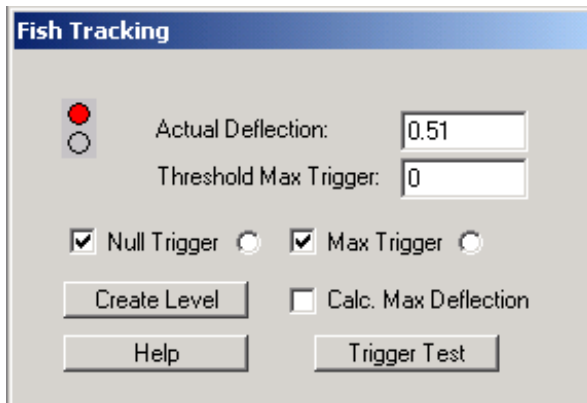 Fish Tracking
Actual Deflection: 0.51
Threshold Max Trigger: 0
Null Trigger Max Trigger
Create Level Calc. Max Deflection
Help Trigger Test